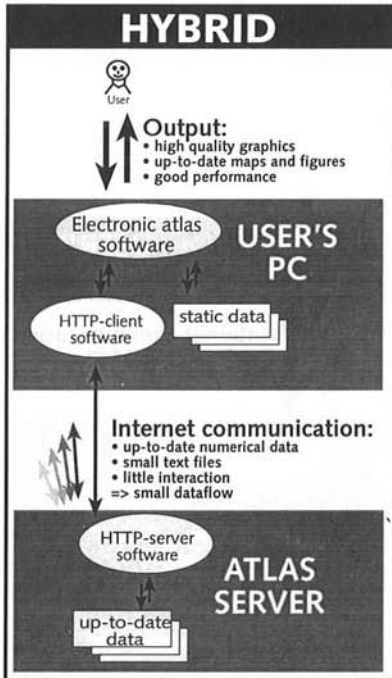 HYBRID
User
Output:
• high quality graphics
• up-to-date maps and figures
• good performance
Electronic atlas
software
USER'S
PC
HTTP-client
software
static data
Internet communication:
• up-to-date numerical data
• small text files
• little interaction
=> small dataflow
HTTP-server
software
ATLAS
SERVER
up-to-date
data